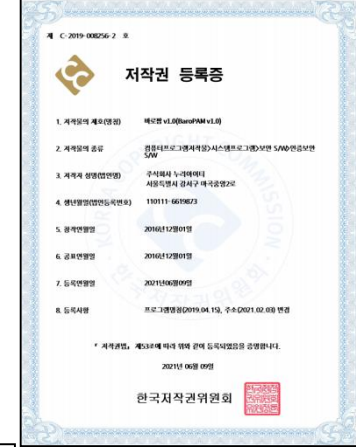 제 C-2019-008256-2 호
저작권 등록증
1. 저작물의 제호(명칭) 바로팜 v1.0(BaroPAM v1.0)
2. 저작물의 종류 컴퓨터프로그램저작물>시스템프로그램>보안 S/W>인증보안
S/W
3. 저작자 성명(법인명) 주식회사 누리아이티
서울특별시 강서구 마곡중앙2로
4. 생년월일(법인등록번호) 110111-6619873
5. 창작연월일 2016년12월01일
6. 공표연월일 2016년12월01일
7. 등록연월일 2021년06월09일
8. 등록사항 프로그램명칭(2019.04.15), 주소(2021.02.03) 변경
『 저작권법』 제53조에 따라 위와 같이 등록되었음을 증명합니다.
2021년 06월 09일
한국저작권위원회